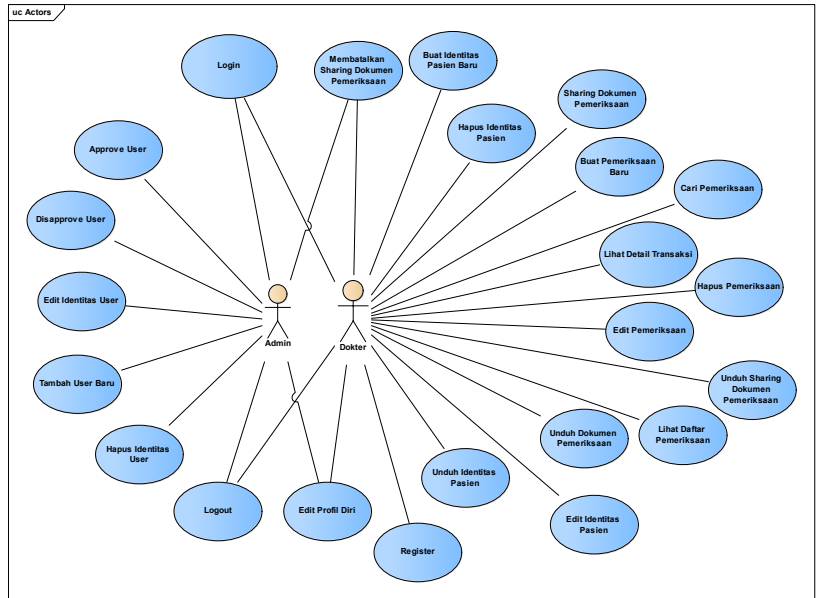 uc Actors
Login
Membatalkan
Sharing Dokumen
Pemeriksaan
Buat Identitas
Pasien Baru
Sharing Dokumen
Pemeriksaan
Hapus Identitas
Pasien
Approve User
Buat Pemeriksaan
Baru
Cari Pemeriksaan
Disapprove User
Lihat Detail Transaksi
Hapus Pemeriksaan
Edit Identitas User
Edit Pemeriksaan
Admin
Dokter
Tambah User Baru
Unduh Sharing
Dokumen
Pemeriksaan
Unduh Dokumen
Pemeriksaan
Lihat Daftar
Pemeriksaan
Hapus Identitas
User
Unduh Identitas
Pasien
Logout
Edit Profil Diri
Edit Identitas
Pasien
Register